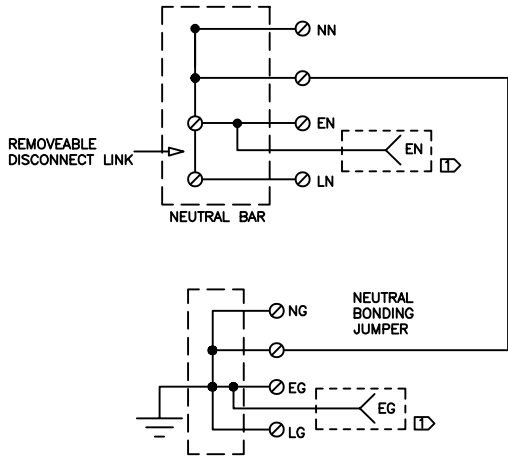 NN
EN
REMOVEABLE
DISCONNECT LINK
EN
1
LN
NEUTRAL BAR
NG
NEUTRAL
BONDING
JUMPER
EG
EG
1
LG